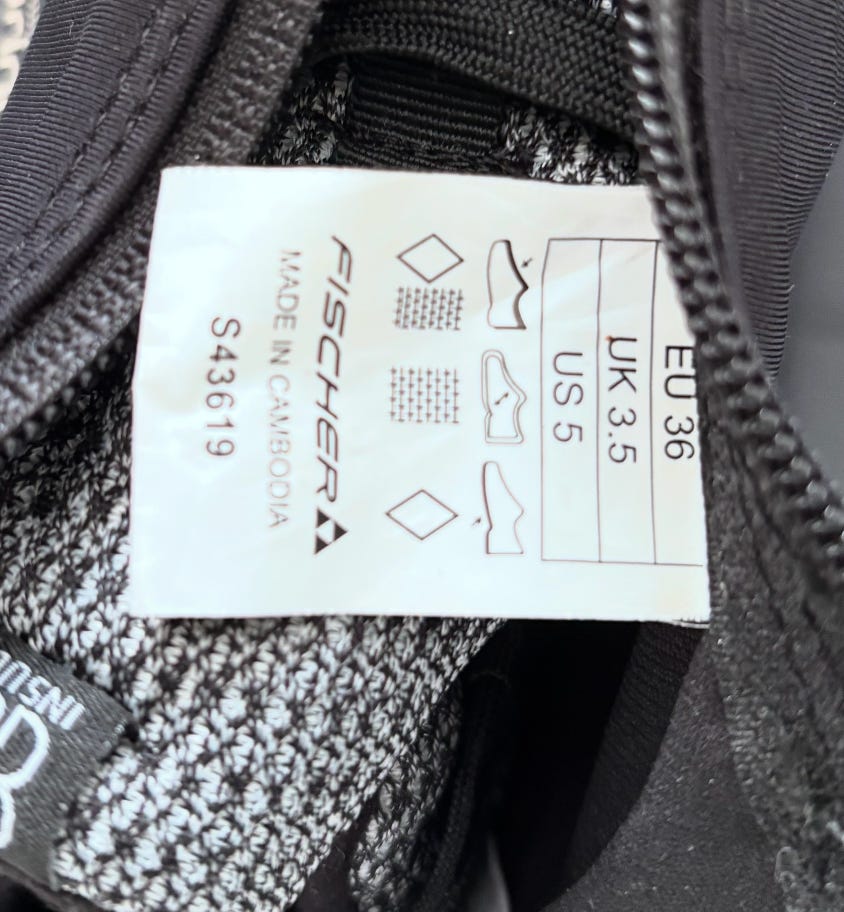 EU 36
UK 3.5
US 5
FISCHER
MADE IN CAMBODIA
S43619